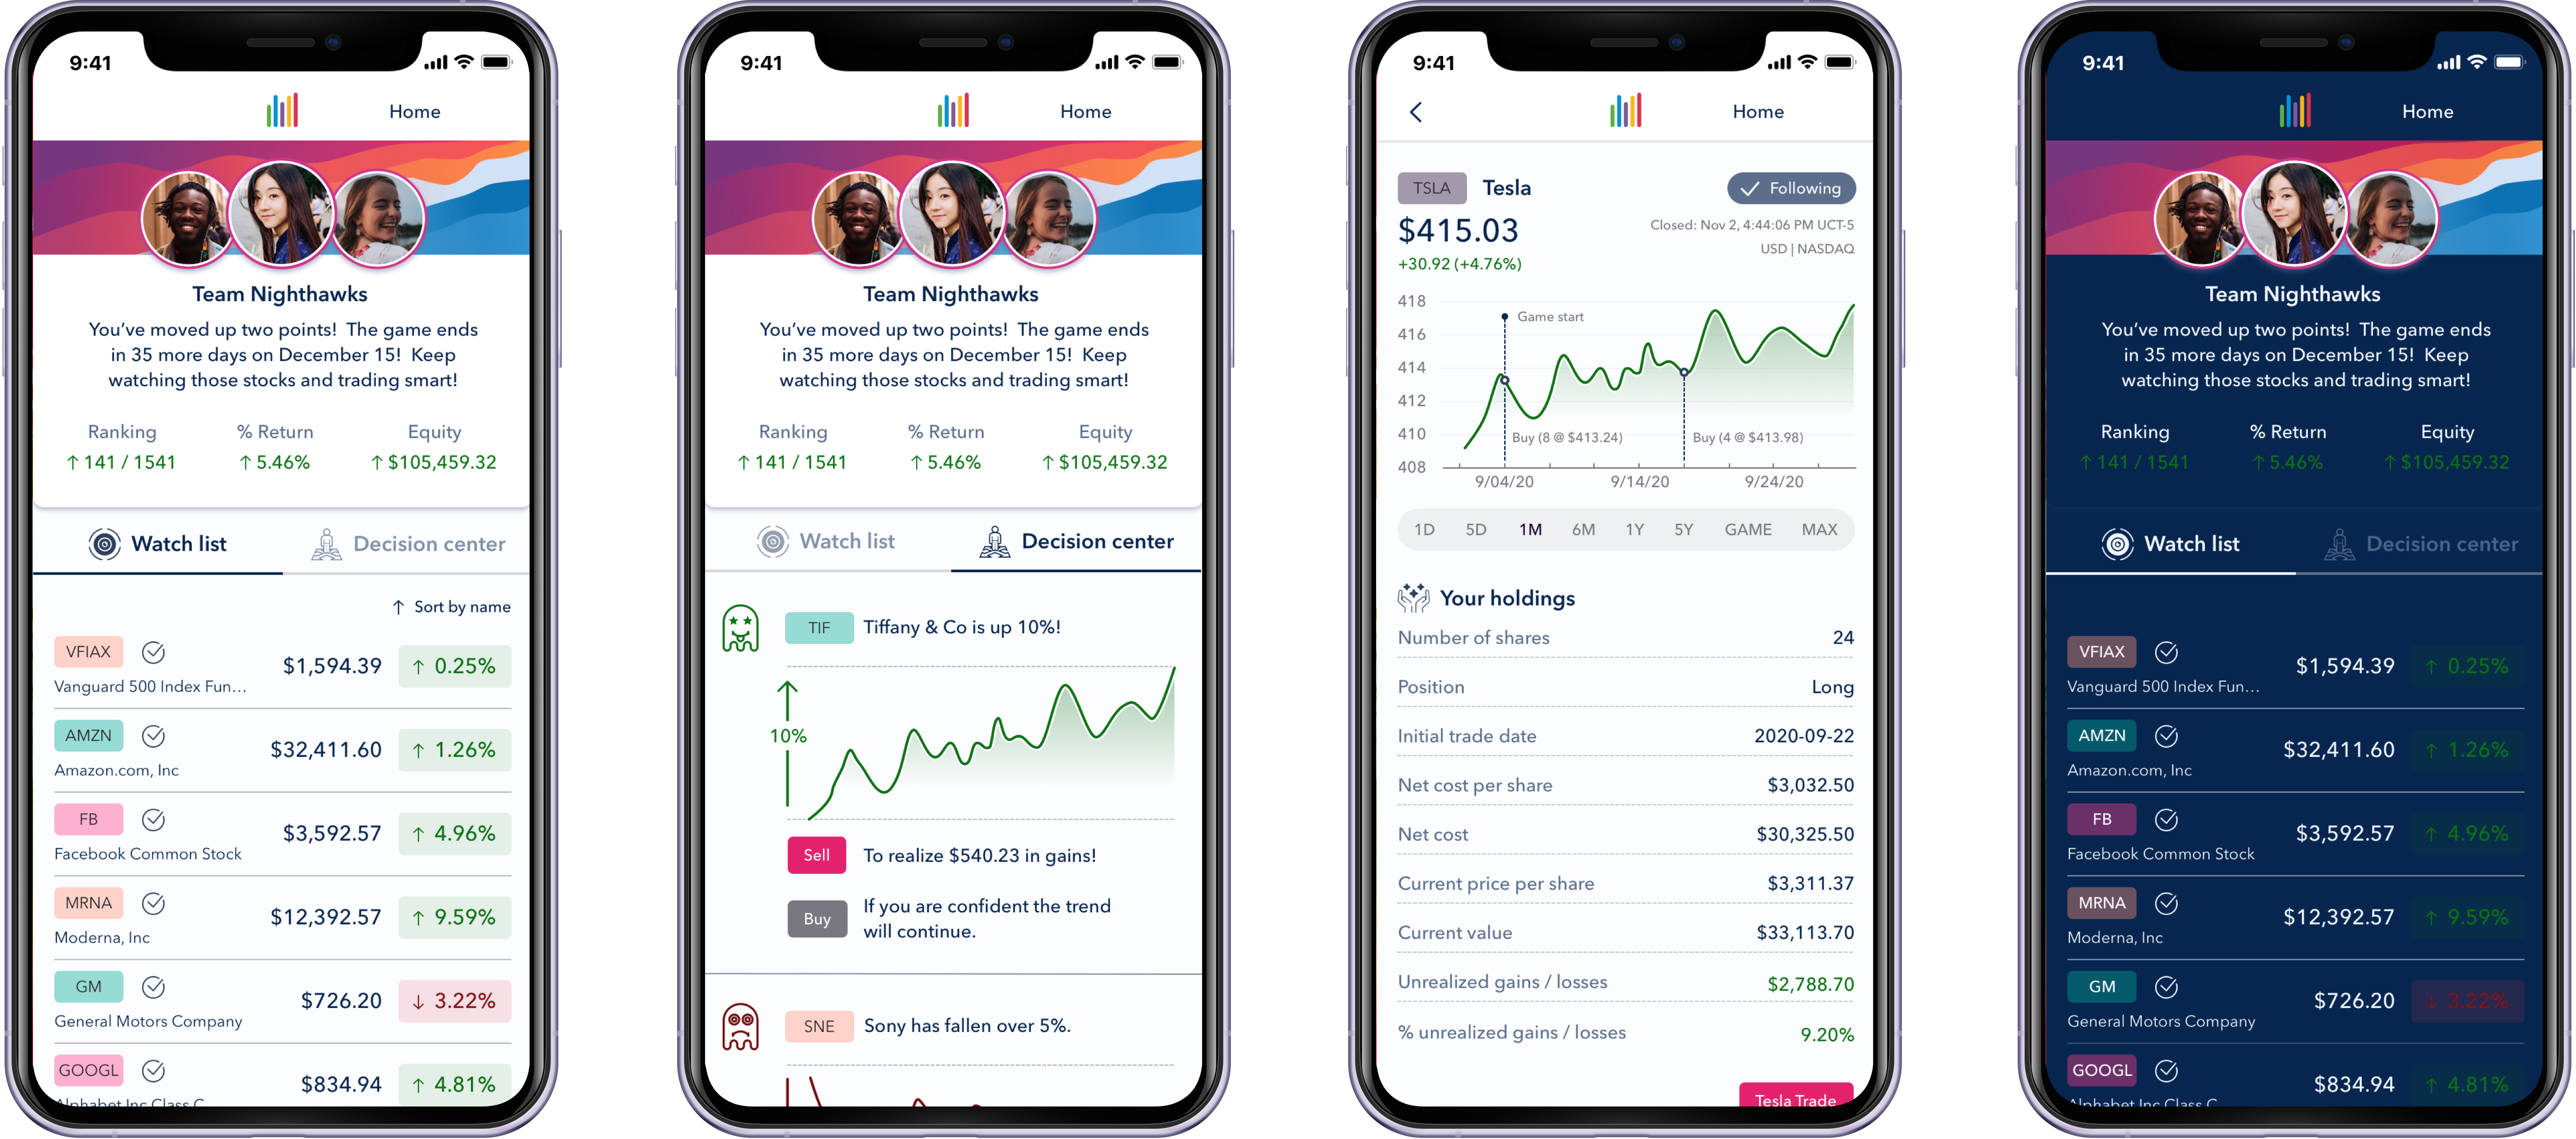 9:41
Home
Team Nighthawks
You’ve moved up two points! The game ends
in 35 more days on December 15! Keep
watching those stocks and trading smart!
Ranking % Return Equity
↑ 141 / 1541 ↑ 5.46% ↑ $105,459.32
Watch list Decision center
↑ Sort by name
VFIAX
$1,594.39 ↑ 0.25%
Vanguard 500 Index Fun...
AMZN
$32,411.60 ↑ 1.26%
Amazon.com, Inc
FB
$3,592.57 ↑ 4.96%
Facebook Common Stock
MRNA
$12,392.57 ↑ 9.59%
Moderna, Inc
GM
$726.20 ↓ 3.22%
General Motors Company
GOOGL
$834.94 ↑ 4.81%
Alphabet Inc Class C
9:41
Home
Team Nighthawks
You’ve moved up two points! The game ends
in 35 more days on December 15! Keep
watching those stocks and trading smart!
Ranking % Return Equity
↑ 141 / 1541 ↑ 5.46% ↑ $105,459.32
Watch list Decision center
TIF Tiffany & Co is up 10%!
10%
Sell To realize $540.23 in gains!
Buy If you are confident the trend
will continue.
SNE Sony has fallen over 5%.
9:41
Home
TSLA Tesla Following
$415.03 Closed: Nov 2, 4:44:06 PM UCT-5
USD | NASDAQ
+30.92 (+4.76%)
418
Game start
416
414
412
410 Buy (8 @ $413.24) Buy (4 @ $413.98)
408
9/04/20 9/14/20 9/24/20
1D 5D 1M 6M 1Y 5Y GAME MAX
Your holdings
Number of shares 24
Position Long
Initial trade date 2020-09-22
Net cost per share $3,032.50
Net cost $30,325.50
Current price per share $3,311.37
Current value $33,113.70
Unrealized gains / losses $2,788.70
% unrealized gains / losses 9.20%
Tesla Trade
9:41
Home
Team Nighthawks
You’ve moved up two points! The game ends
in 35 more days on December 15! Keep
watching those stocks and trading smart!
Ranking % Return Equity
↑ 141 / 1541 ↑ 5.46% ↑ $105,459.32
Watch list Decision center
VFIAX
$1,594.39 ↑ 0.25%
Vanguard 500 Index Fun...
AMZN
$32,411.60 ↑ 1.26%
Amazon.com, Inc
FB
$3,592.57 ↑ 4.96%
Facebook Common Stock
MRNA
$12,392.57 ↑ 9.59%
Moderna, Inc
GM
$726.20 ↓ 3.22%
General Motors Company
GOOGL
$834.94 ↑ 4.81%
Alphabet Inc Class C